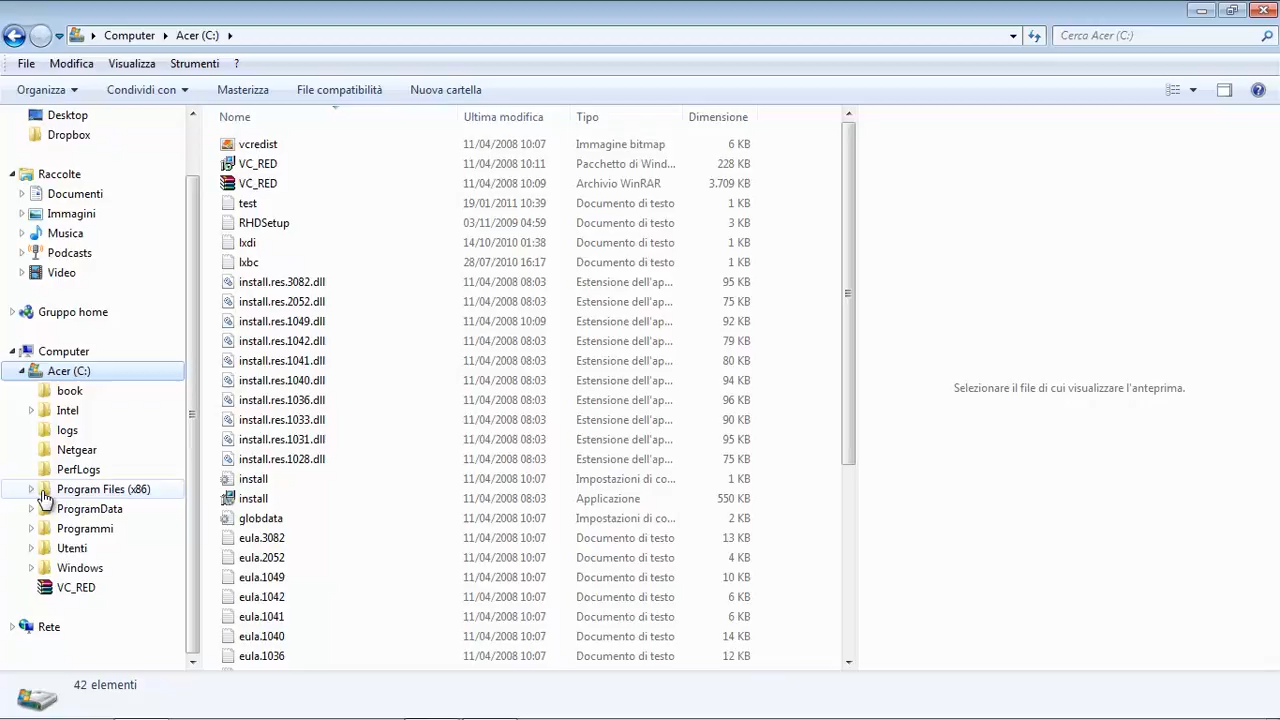 Computer Acer (C:) Cerca Acer (C:)
File Modifica Visualizza Strumenti ?
Organizza Condividi con Masterizza File compatibilità Nuova cartella
Desktop
Dropbox
Raccolte
Documenti
Immagini
Musica
Podcasts
Video
Gruppo home
Computer
Acer (C:)
book
Intel
logs
Netgear
PerfLogs
Program Files (x86)
ProgramData
Programmi
Utenti
Windows
VC_RED
Rete
Nome Ultima modifica Tipo Dimensione
vcredist 11/04/2008 10:07 Immagine bitmap 6 KB
VC_RED 11/04/2008 10:11 Pacchetto di Wind... 228 KB
VC_RED 11/04/2008 10:09 Archivio WinRAR 3.709 KB
test 19/01/2011 10:39 Documento di testo 1 KB
RHDSetup 03/11/2009 04:59 Documento di testo 3 KB
lxdi 14/10/2010 01:38 Documento di testo 1 KB
lxbc 28/07/2010 16:17 Documento di testo 1 KB
install.res.3082.dll 11/04/2008 08:03 Estensione dell'ap... 95 KB
install.res.2052.dll 11/04/2008 08:03 Estensione dell'ap... 75 KB
install.res.1049.dll 11/04/2008 10:09 Estensione dell'ap... 92 KB
install.res.1042.dll 11/04/2008 08:03 Estensione dell'ap... 79 KB
install.res.1041.dll 11/04/2008 08:03 Estensione dell'ap... 80 KB
install.res.1040.dll 11/04/2008 08:03 Estensione dell'ap... 94 KB
install.res.1036.dll 11/04/2008 08:03 Estensione dell'ap... 96 KB
install.res.1033.dll 11/04/2008 08:03 Estensione dell'ap... 90 KB
install.res.1031.dll 11/04/2008 08:03 Estensione dell'ap... 95 KB
install.res.1028.dll 11/04/2008 08:03 Estensione dell'ap... 75 KB
install 11/04/2008 10:07 Impostazioni di co... 1 KB
install 11/04/2008 08:03 Applicazione 550 KB
globdata 11/04/2008 10:07 Impostazioni di co... 2 KB
eula.3082 11/04/2008 10:07 Documento di testo 13 KB
eula.2052 11/04/2008 10:07 Documento di testo 4 KB
eula.1049 11/04/2008 10:07 Documento di testo 10 KB
eula.1042 11/04/2008 10:07 Documento di testo 6 KB
eula.1041 11/04/2008 10:07 Documento di testo 6 KB
eula.1040 11/04/2008 10:07 Documento di testo 14 KB
eula.1036 11/04/2008 10:07 Documento di testo 12 KB
Selezionare il file di cui visualizzare l'anteprima.
42 elementi